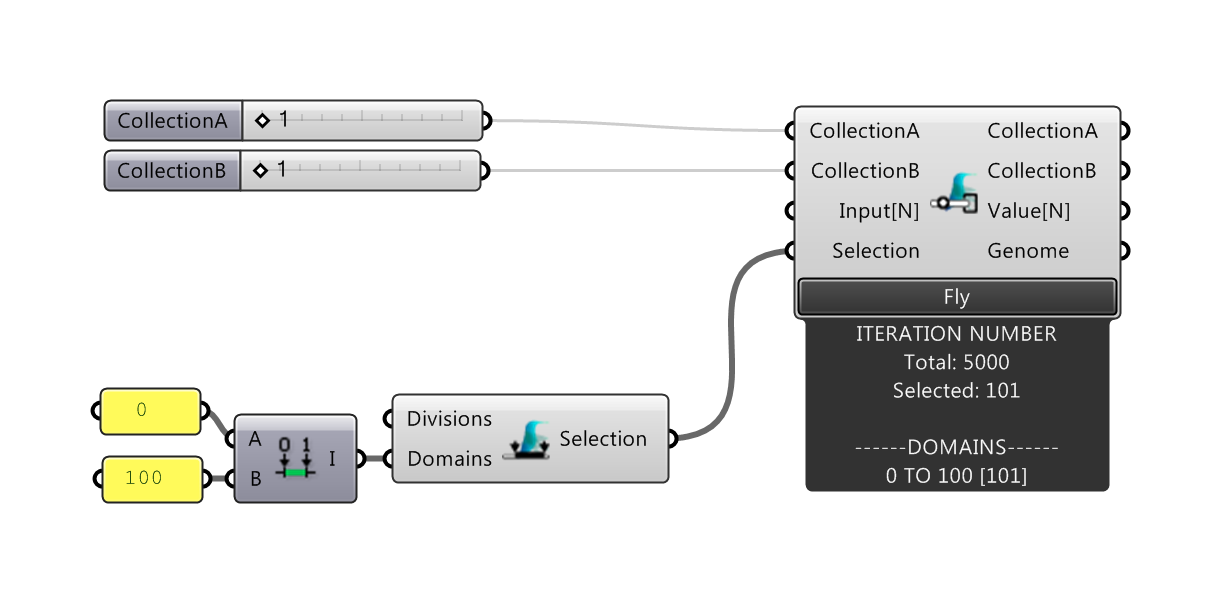 CollectionA 1
CollectionB 1
CollectionA CollectionA
CollectionB CollectionB
Input[N] Value[N]
Selection Genome
Fly
ITERATION NUMBER
Total: 5000
Selected: 101
------DOMAINS------
0 TO 100 [101]
0
100
A
B
0 1
I
Divisions
Domains
Selection